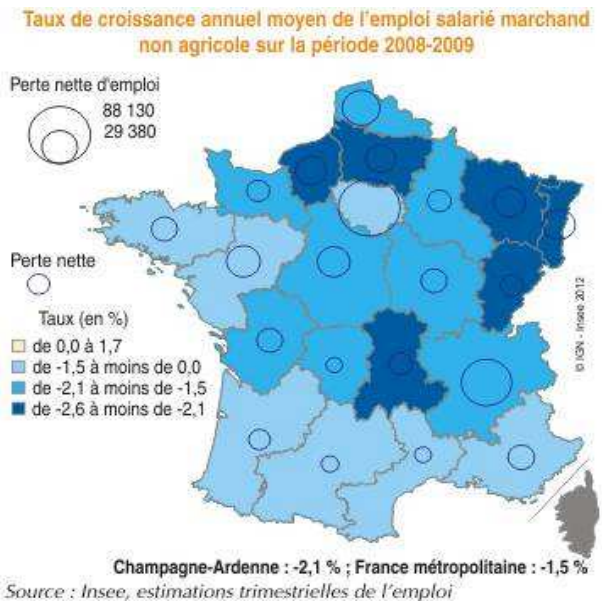 Taux de croissance annuel moyen de l'emploi salarié marchand
non agricole sur la période 2008-2009
Perte nette d'emploi
88 130
29 380
Perte nette
Taux (en %)
de 0,0 à 1,7
de -1,5 à moins de 0,0
de -2,1 à moins de -1,5
de -2,6 à moins de -2,1
© IGN - Insee 2012
Champagne-Ardenne : -2,1 % ; France métropolitaine : -1,5 %
Source : Insee, estimations trimestrielles de l'emploi